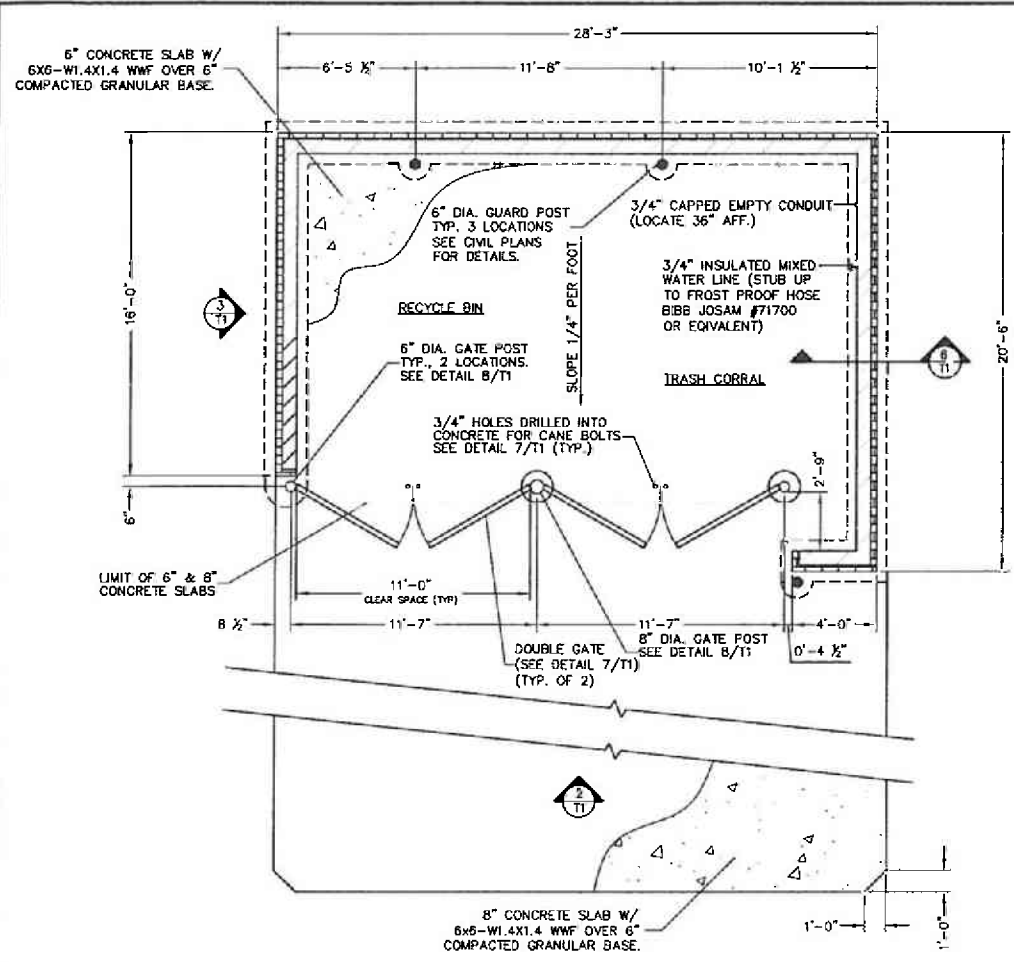 28'-3"
6" CONCRETE SLAB W/
6X6-W1.4X1.4 WWF OVER 6"
COMPACTED GRANULAR BASE.
6'-5 ½"
11'-8"
10'-1 ½"
6" DIA. GUARD POST
TYP. 3 LOCATIONS
SEE CIVIL PLANS
FOR DETAILS.
3/4" CAPPED EMPTY CONDUIT
(LOCATE 36" AFF.)
3/4" INSULATED MIXED
WATER LINE (STUB UP
TO FROST PROOF HOSE
BIBB JOSAM #71700
OR EQIVALENT)
SLOPE 1/4" PER FOOT
16'-0"
20'-6"
3
T1
RECYCLE BIN
6" DIA. GATE POST
TYP., 2 LOCATIONS.
SEE DETAIL 8/T1
6
T1
TRASH CORRAL
3/4" HOLES DRILLED INTO
CONCRETE FOR CANE BOLTS
SEE DETAIL 7/T1 (TYP.)
2'-9"
6"
LIMIT OF 6" & 8"
CONCRETE SLABS
11'-0"
CLEAR SPACE (TYP)
8 ½"
11'-7"
11'-7"
4'-0"
0'-4 ½"
DOUBLE GATE
(SEE DETAIL 7/T1)
(TYP. OF 2)
8" DIA. GATE POST
SEE DETAIL 8/T1
2
T1
8" CONCRETE SLAB W/
6x6-W1.4X1.4 WWF OVER 6"
COMPACTED GRANULAR BASE.
1'-0"
1'-0"